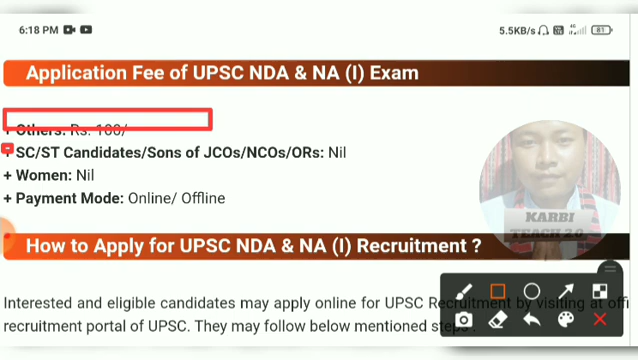 6:18 PM
5.5KB/s 4G 81
Application Fee of UPSC NDA & NA (I) Exam
+ Others: Rs. 100/
+ SC/ST Candidates/Sons of JCOs/NCOs/ORs: Nil
+ Women: Nil
+ Payment Mode: Online/ Offline
KARBI
TEACH 2.0
How to Apply for UPSC NDA & NA (I) Recruitment ?
Interested and eligible candidates may apply online for UPSC Recruitment by visiting at offi
recruitment portal of UPSC. They may follow below mentioned steps